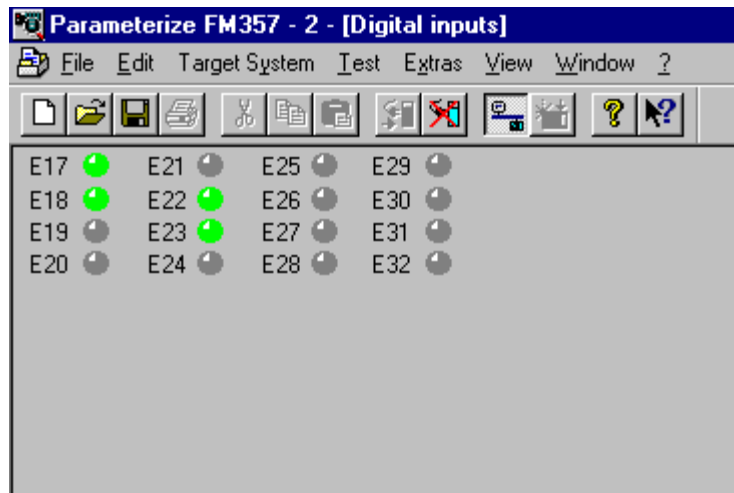 Parameterize FM357 - 2 - [Digital inputs]
File Edit Target System Test Extras View Window ?
E17 E21 E25 E29
E18 E22 E26 E30
E19 E23 E27 E31
E20 E24 E28 E32